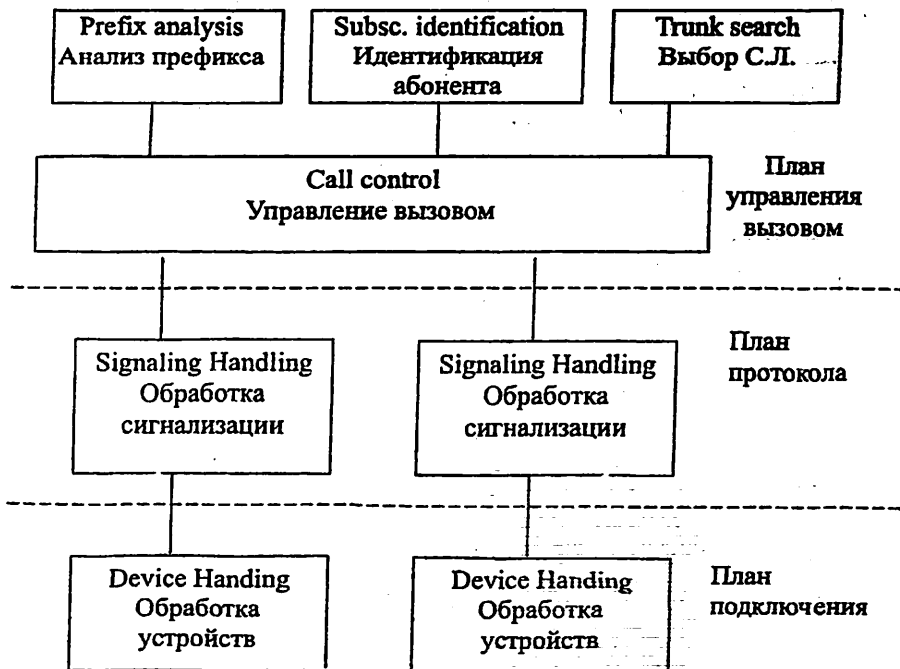 Prefix analysis
Анализ префикса
Subsc. identification
Идентификация
абонента
Trunk search
Выбор С.Л.
Call control
Управление вызовом
План
управления
вызовом
Signaling Handling
Обработка
сигнализации
Signaling Handling
Обработка
сигнализации
План
протокола
Device Handing
Обработка
устройств
Device Handing
Обработка
устройств
План
подключения